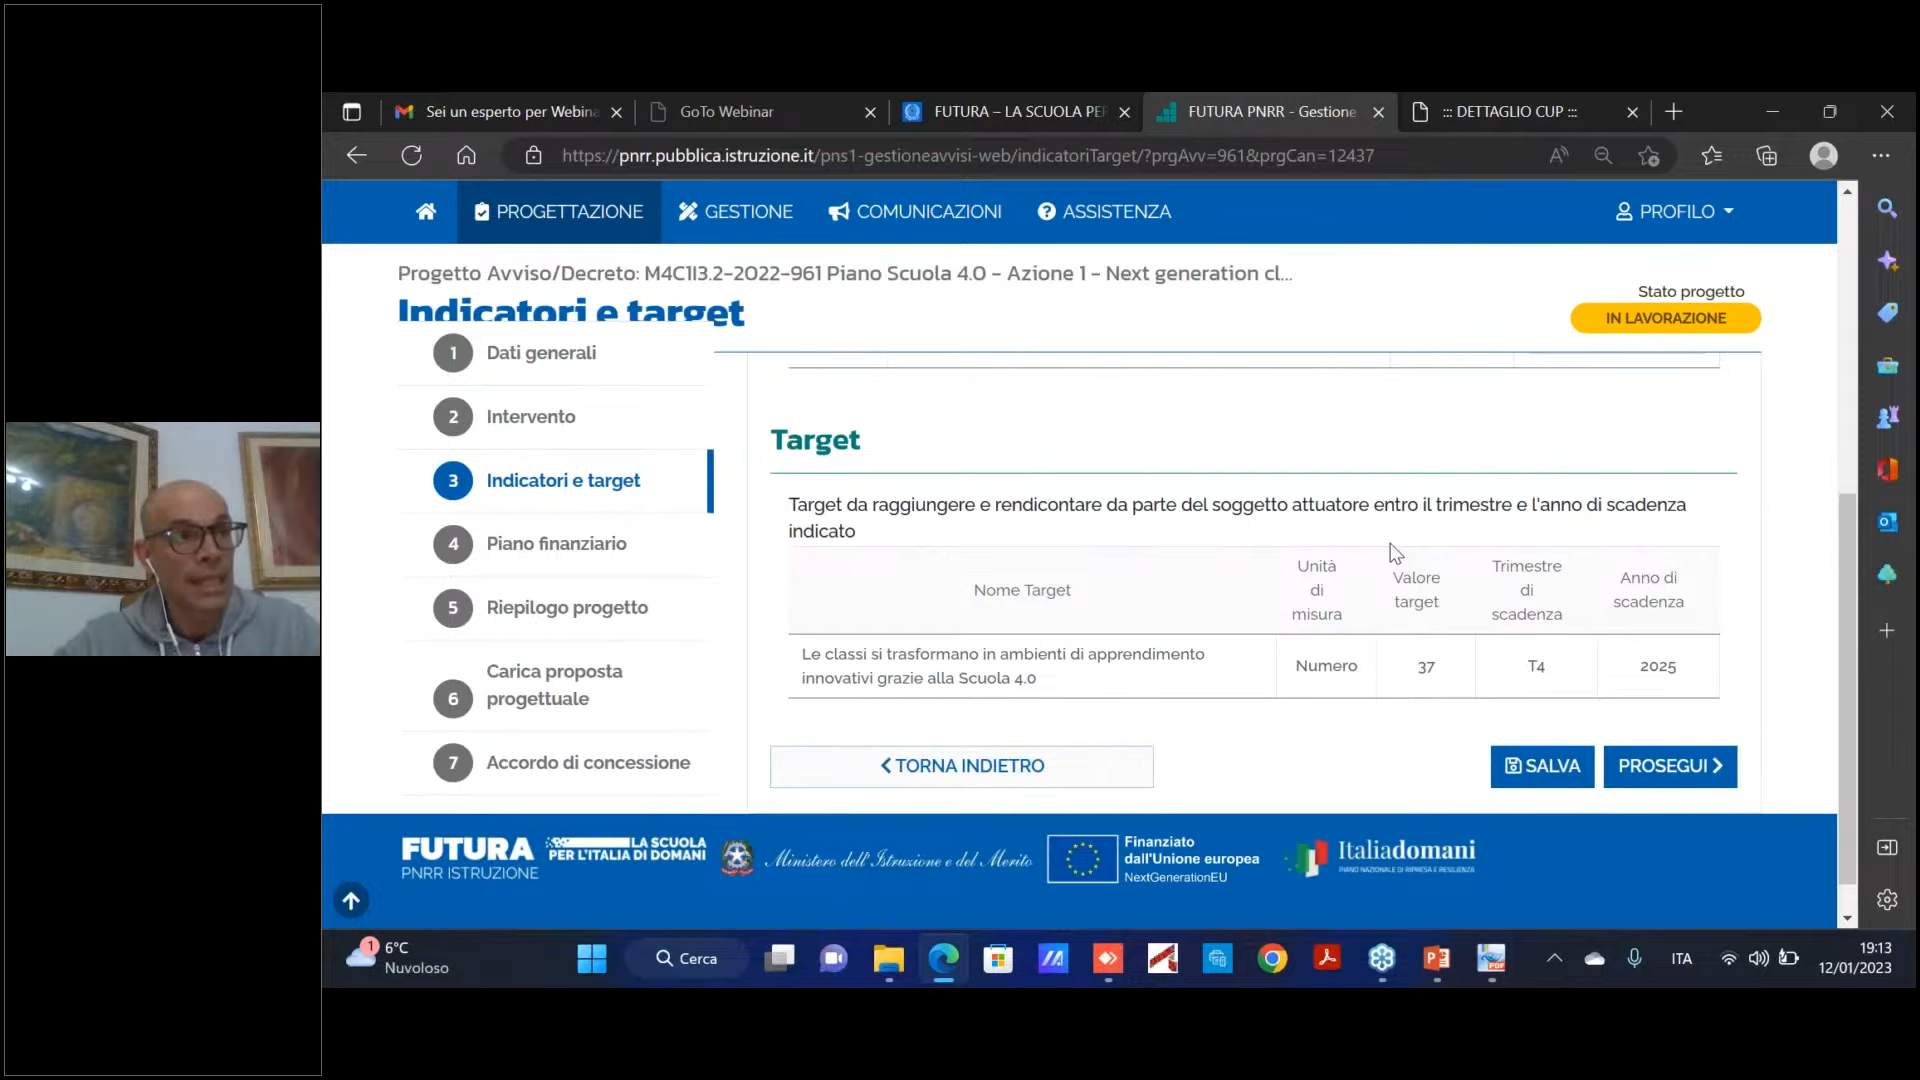 Sei un esperto per Webina
GoTo Webinar
FUTURA – LA SCUOLA PER
FUTURA PNRR - Gestione
::: DETTAGLIO CUP :::
https://pnrr.pubblica.istruzione.it/pns1-gestioneavvisi-web/indicatoriTarget/?prgAvv=961&prgCan=12437
PROGETTAZIONE
GESTIONE
COMUNICAZIONI
ASSISTENZA
PROFILO
Progetto Avviso/Decreto: M4C1I3.2-2022-961 Piano Scuola 4.0 - Azione 1 - Next generation cl...
Indicatori e target
Stato progetto
IN LAVORAZIONE
1 Dati generali
2 Intervento
3 Indicatori e target
4 Piano finanziario
5 Riepilogo progetto
6 Carica proposta
progettuale
7 Accordo di concessione
Target
Target da raggiungere e rendicontare da parte del soggetto attuatore entro il trimestre e l'anno di scadenza
indicato
Nome Target
Unità
di
misura
Valore
target
Trimestre
di
scadenza
Anno di
scadenza
Le classi si trasformano in ambienti di apprendimento
innovativi grazie alla Scuola 4.0
Numero
37
T4
2025
TORNA INDIETRO
SALVA
PROSEGUI
FUTURA
PNRR ISTRUZIONE
LA SCUOLA
PER L'ITALIA DI DOMANI
Ministero dell'Istruzione e del Merito
Finanziato
dall'Unione europea
NextGenerationEU
Italiadomani
PIANO NAZIONALE DI RIPRESA E RESILIENZA
1
6°C
Nuvoloso
Cerca
ITA
19:13
12/01/2023